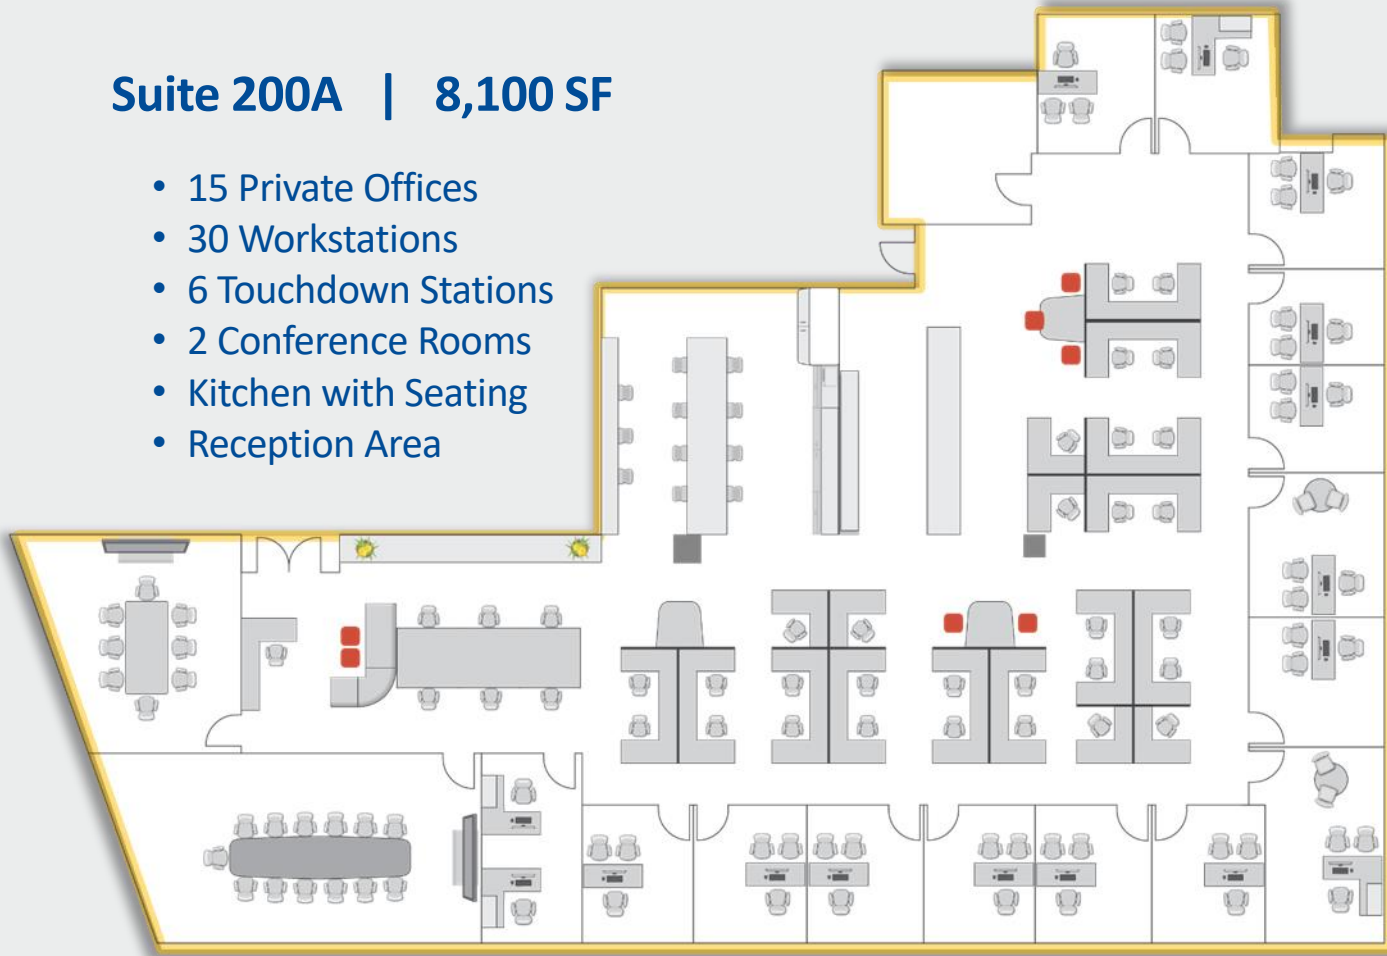 Suite 200A | 8,100 SF
• 15 Private Offices
• 30 Workstations
• 6 Touchdown Stations
• 2 Conference Rooms
• Kitchen with Seating
• Reception Area